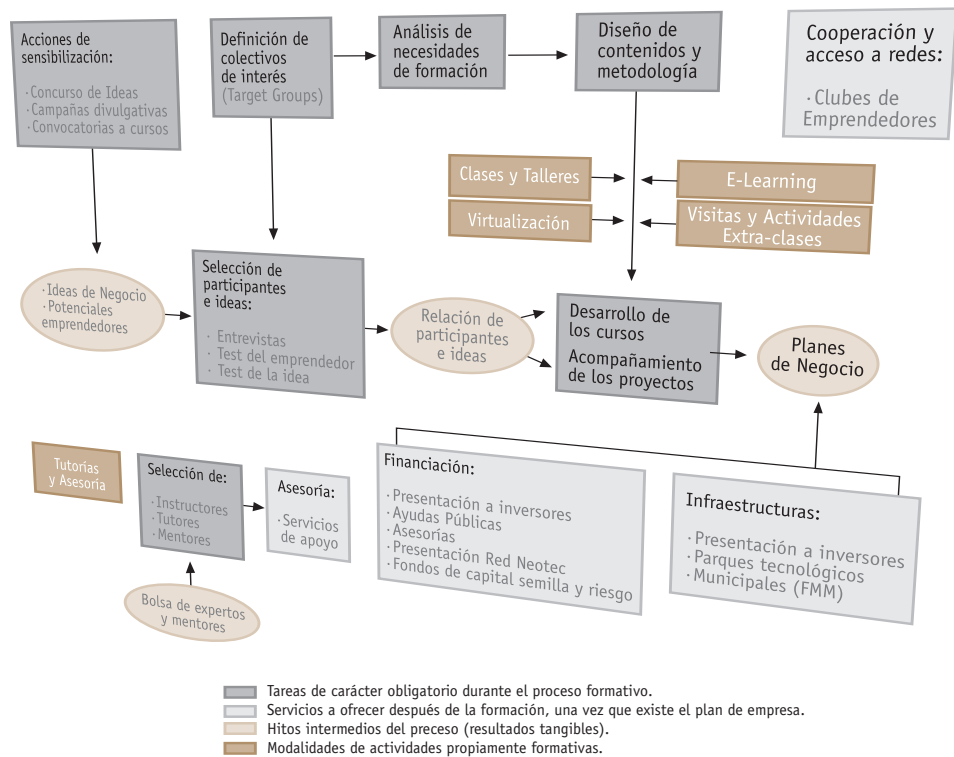 Acciones de
sensibilización:
·Concurso de Ideas
·Campañas divulgativas
·Convocatorias a cursos
Definición de
colectivos
de interés
(Target Groups)
Análisis de
necesidades
de formación
Diseño de
contenidos y
metodología
Cooperación y
acceso a redes:
·Clubes de
Emprendedores
Clases y Talleres
E-Learning
Virtualización
Visitas y Actividades
Extra-clases
·Ideas de Negocio
·Potenciales
emprendedores
Selección de
participantes
e ideas:
·Entrevistas
·Test del emprendedor
·Test de la idea
Relación de
participantes
e ideas
Desarrollo de
los cursos
Acompañamiento
de los proyectos
Planes
de Negocio
Tutorías
y Asesoría
Selección de:
·Instructores
·Tutores
·Mentores
Asesoría:
·Servicios
de apoyo
Bolsa de expertos
y mentores
Financiación:
·Presentación a inversores
·Ayudas Públicas
·Asesorías
·Presentación Red Neotec
·Fondos de capital semilla y riesgo
Infraestructuras:
·Presentación a inversores
·Parques tecnológicos
·Municipales (FMM)
Tareas de carácter obligatorio durante el proceso formativo.
Servicios a ofrecer después de la formación, una vez que existe el plan de empresa.
Hitos intermedios del preceso (resultados tangibles).
Modalidades de actividades propiamente formativas.